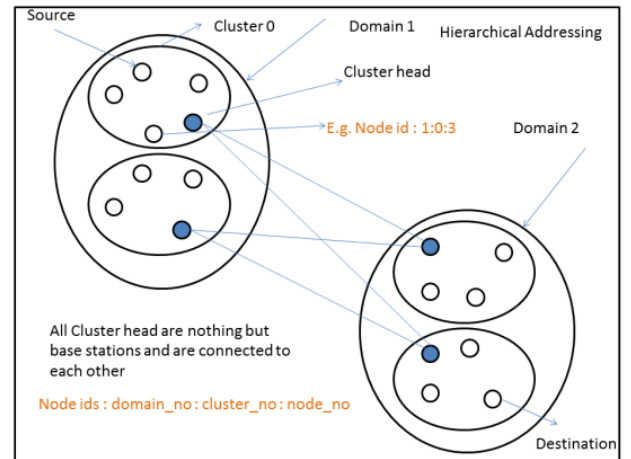 Source
Cluster 0
Domain 1
Hierarchical Addressing
Cluster head
E.g. Node id : 1:0:3
Domain 2
All Cluster head are nothing but
base stations and are connected to
each other
Node ids : domain_no : cluster_no : node_no
Destination